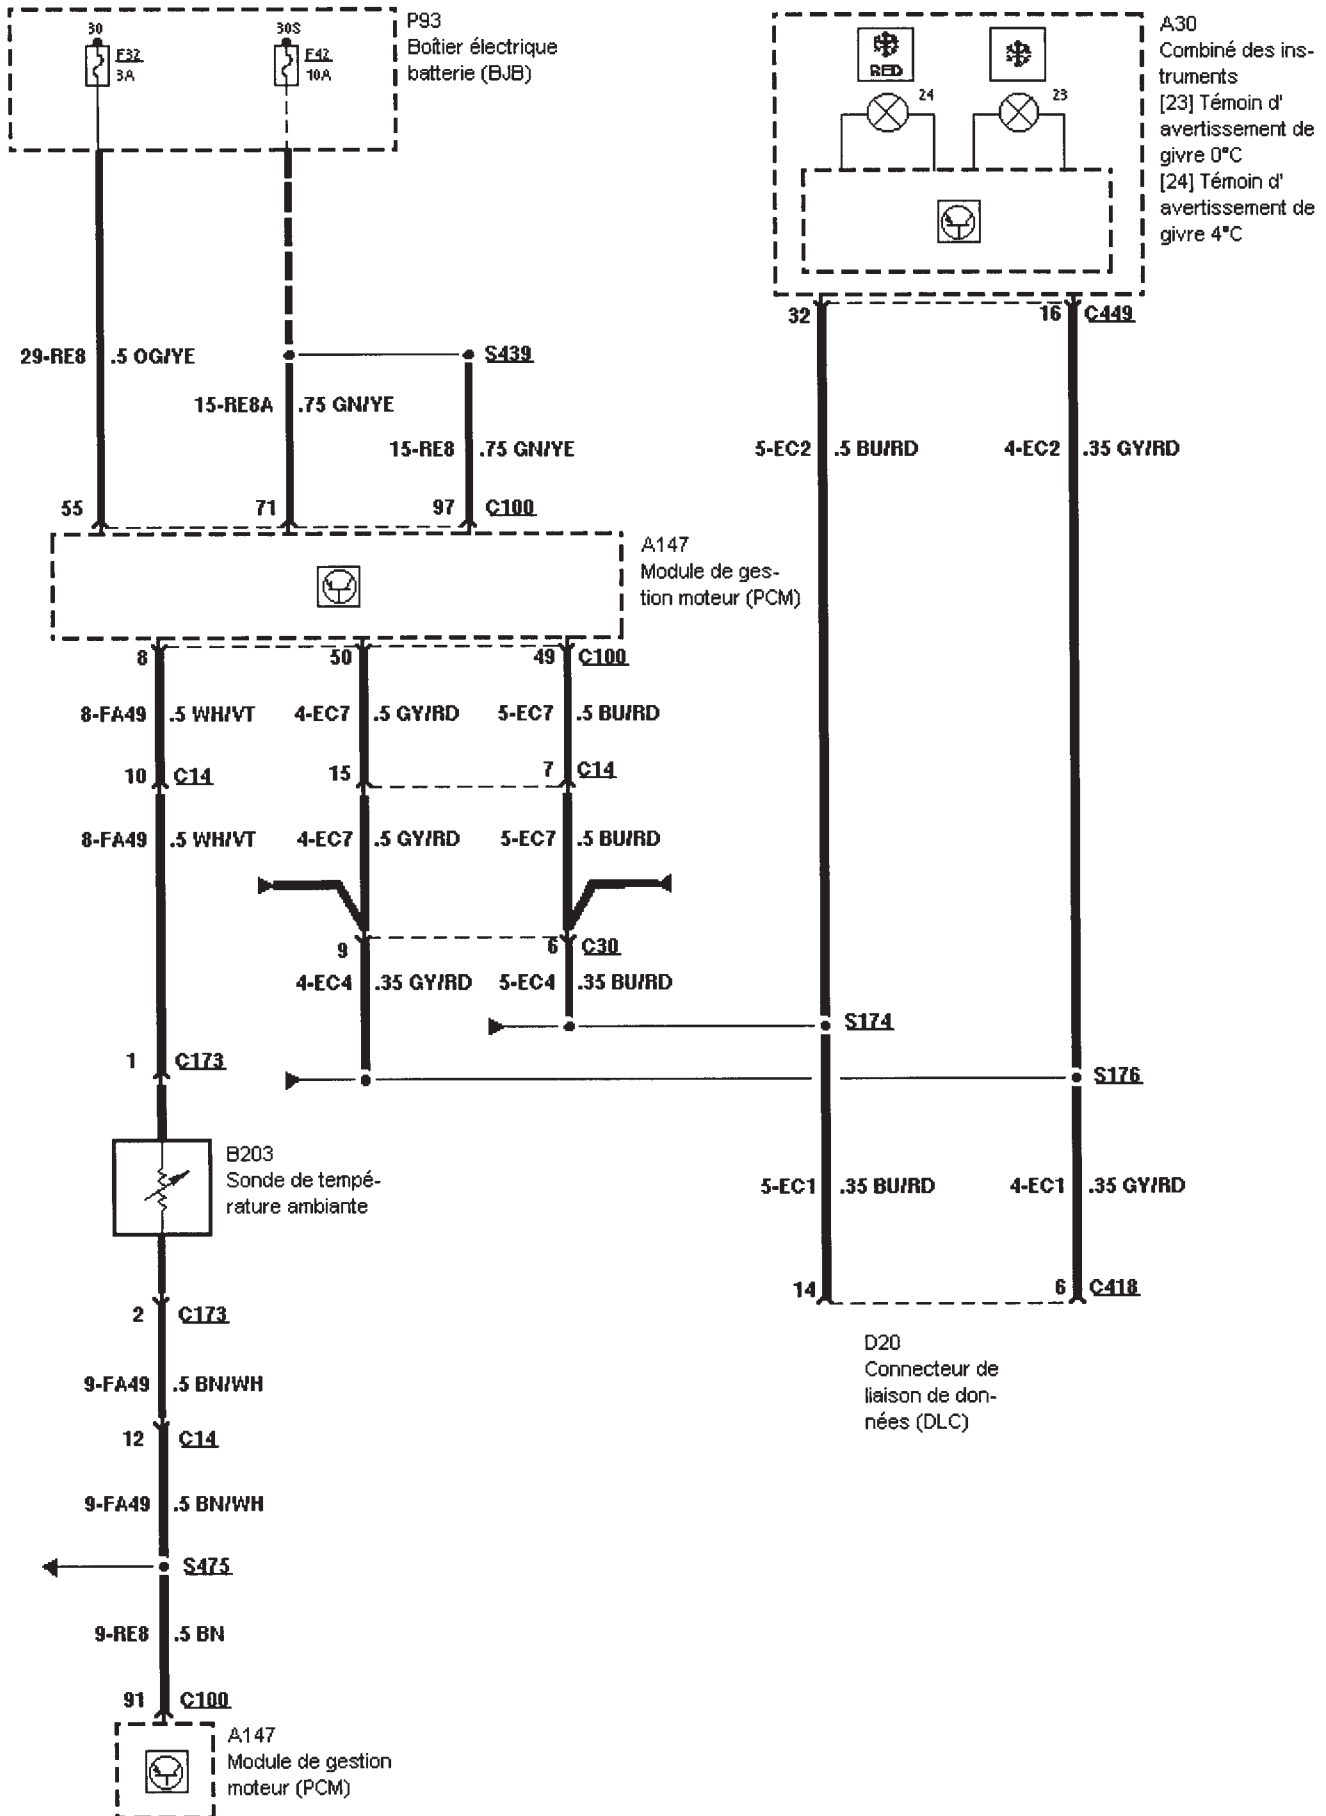 P93
Boîtier électrique
batterie (BJB)
30
F32
3A
30S
F42
10A
A30
Combiné des ins-
truments
[23] Témoin d'
avertissement de
givre 0°C
[24] Témoin d'
avertissement de
givre 4°C
RED
24
23
32
16 C449
29-RE8 .5 OG/YE
S439
15-RE8A .75 GN/YE
15-RE8 .75 GN/YE
5-EC2 .5 BU/RD
4-EC2 .35 GY/RD
55
71
97 C100
A147
Module de ges-
tion moteur (PCM)
8
50
49 C100
8-FA49 .5 WH/VT
4-EC7 .5 GY/RD
5-EC7 .5 BU/RD
10 C14
15
7 C14
8-FA49 .5 WH/VT
4-EC7 .5 GY/RD
5-EC7 .5 BU/RD
9
6 C30
4-EC4 .35 GY/RD
5-EC4 .35 BU/RD
S174
1 C173
S176
B203
Sonde de tempé-
rature ambiante
5-EC1 .35 BU/RD
4-EC1 .35 GY/RD
14
6 C418
2 C173
D20
Connecteur de
liaison de don-
nées (DLC)
9-FA49 .5 BN/WH
12 C14
9-FA49 .5 BN/WH
S475
9-RE8 .5 BN
91 C100
A147
Module de gestion
moteur (PCM)